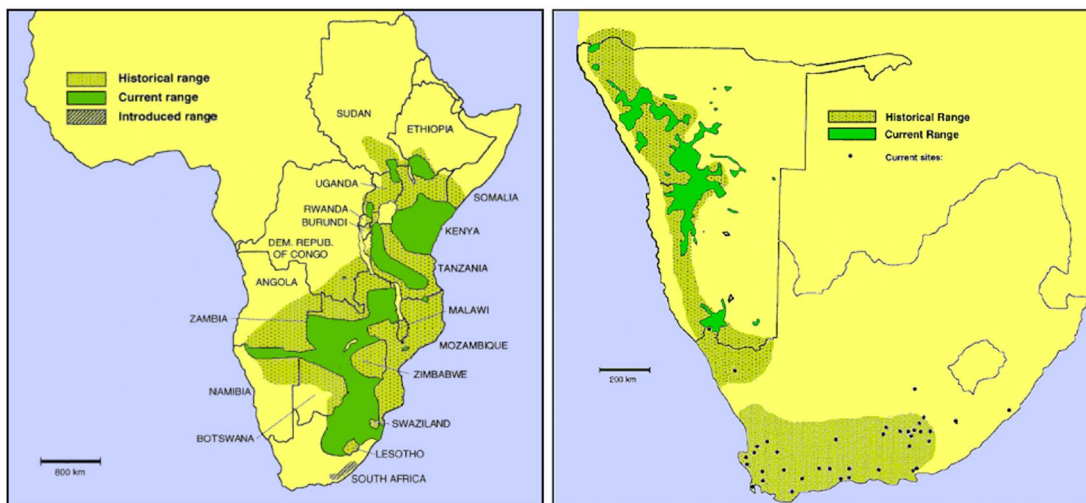 Historical range
Current range
Introduced range
SUDAN
ETHIOPIA
UGANDA
SOMALIA
RWANDA
BURUNDI
KENYA
DEM. REPUB.
OF CONGO
TANZANIA
ANGOLA
ZAMBIA
MALAWI
MOZAMBIQUE
ZIMBABWE
NAMIBIA
SWAZILAND
BOTSWANA
LESOTHO
SOUTH AFRICA
800 km
Historical Range
Current Range
Current sites:
200 km